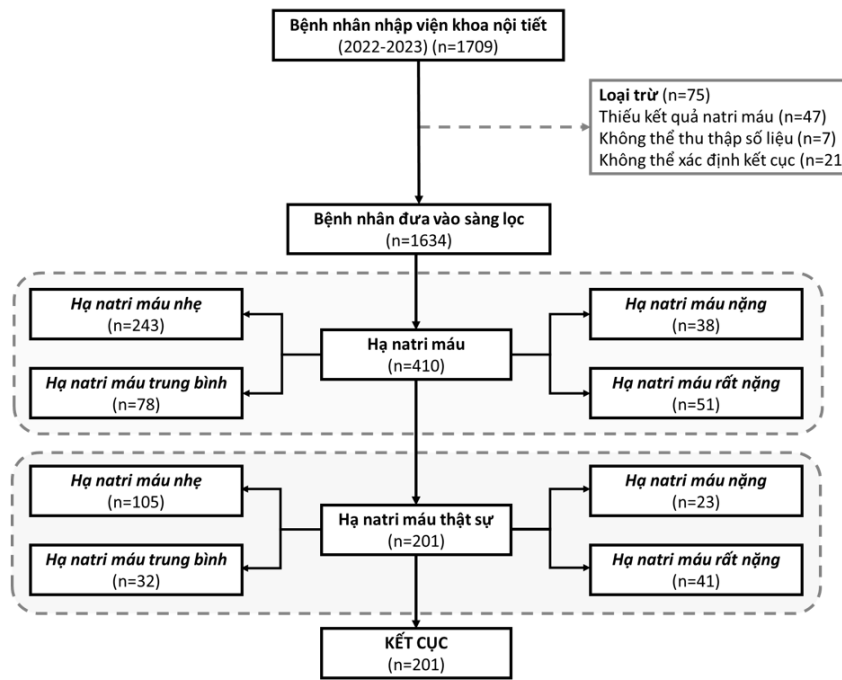 Bệnh nhân nhập viện khoa nội tiết
(2022-2023) (n=1709)
Loại trừ (n=75)
Thiếu kết quả natri máu (n=47)
Không thể thu thập số liệu (n=7)
Không thể xác định kết cục (n=21
Bệnh nhân đưa vào sàng lọc
(n=1634)
Hạ natri máu nhẹ
(n=243)
Hạ natri máu nặng
(n=38)
Hạ natri máu
(n=410)
Hạ natri máu trung bình
(n=78)
Hạ natri máu rất nặng
(n=51)
Hạ natri máu nhẹ
(n=105)
Hạ natri máu nặng
(n=23)
Hạ natri máu thật sự
(n=201)
Hạ natri máu trung bình
(n=32)
Hạ natri máu rất nặng
(n=41)
KẾT CỤC
(n=201)